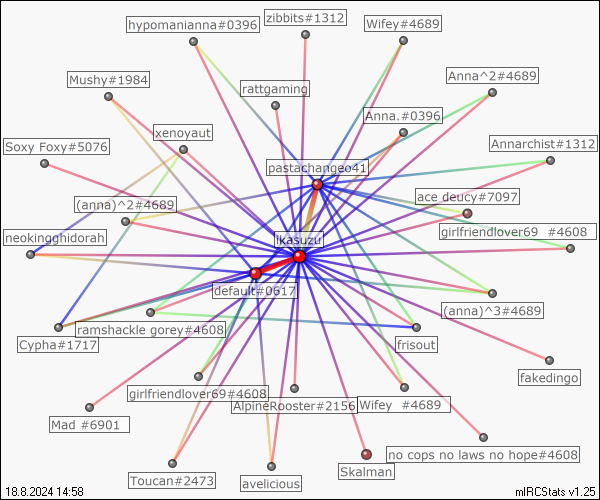 zibbits#1312
hypomanianna#0396
Wifey#4689
Mushy#1984
Anna^2#4689
rattgaming
Anna.#0396
xenoyaut
Soxy Foxy#5076
Annarchist#1312
pastachangeo41
ace deucy#7097
(anna)^2#4689
girlfriendlover69 #4608
neokingghidorah
Ikasuzu
default#0617
(anna)^3#4689
ramshackle gorey#4608
Cypha#1717
frisout
fakedingo
girlfriendlover69#4608
AlpineRooster#2156
Wifey #4689
Mad #6901
no cops no laws no hope#4608
Skalman
Toucan#2473
avelicious
18.8.2024 14:58
mIRCStats v1.25